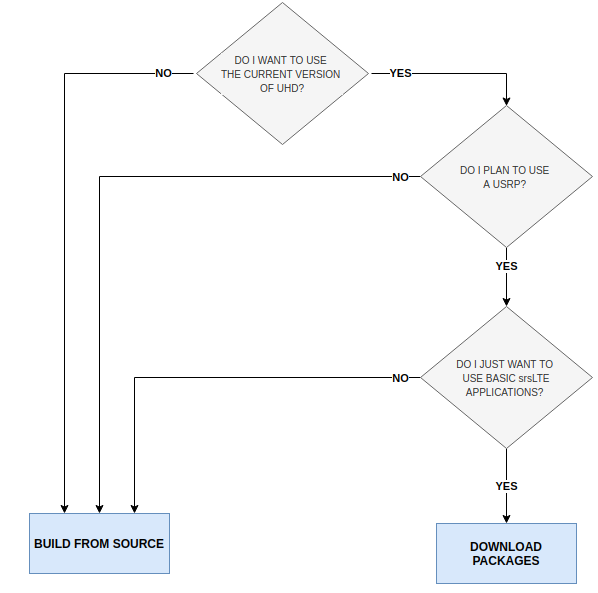 DO I WANT TO USE
THE CURRENT VERSION
OF UHD?
NO
YES
DO I PLAN TO USE
A USRP?
NO
YES
DO I JUST WANT TO
USE BASIC srsLTE
APPLICATIONS?
NO
YES
BUILD FROM SOURCE
DOWNLOAD
PACKAGES